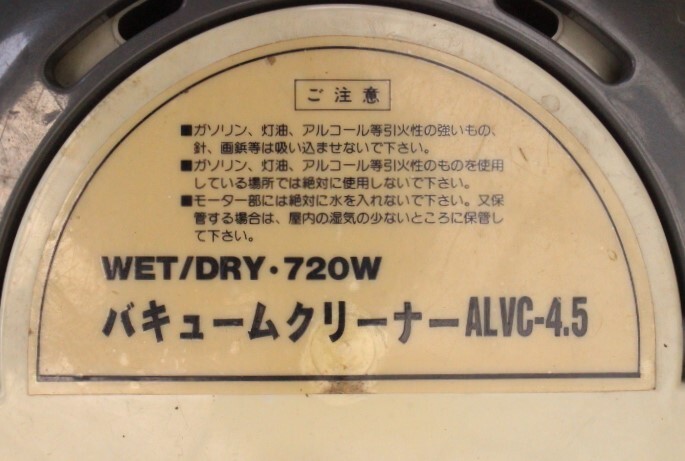 ご注意
■ガソリン、灯油、アルコール等引火性の強いもの、
針、画鋲等は吸い込ませないで下さい。
■ガソリン、灯油、アルコール等引火性のものを使用
している場所では絶対に使用しないで下さい。
■モーター部には絶対に水を入れないで下さい。又保
管する場合は、屋内の湿気の少ないところに保管し
て下さい。
WET/DRY・720W
バキュームクリーナーALVC-4.5